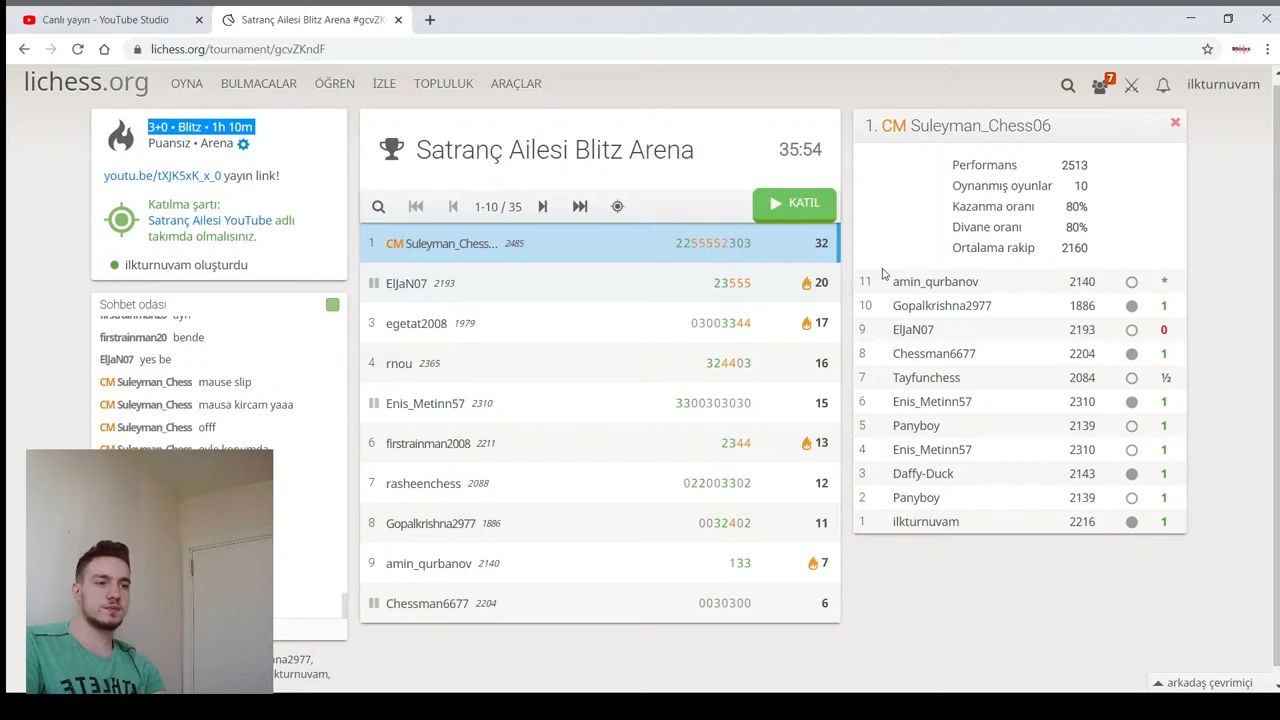 Canlı yayın - YouTube Studio
Satranç Ailesi Blitz Arena #gcvZK
lichess.org/tournament/gcvZKndF
lichess.org
OYNA
BULMACALAR
ÖĞREN
İZLE
TOPLULUK
ARAÇLAR
7
ilkturnuvam
3+0 • Blitz • 1h 10m
Puansız • Arena
youtu.be/tXJK5xK_x_0 yayın link!
Katılma şartı:
Satranç Ailesi YouTube adlı
takımda olmalısınız.
ilkturnuvam oluşturdu
Sohbet odası
firstrainman20 ayrı
firstrainman20 bende
ElJaN07 yes be
CM Suleyman_Chess mause slip
CM Suleyman_Chess mausa kircam yaaa
CM Suleyman_Chess offf
CM Suleyman_Chess oyle konumda
na2977,
kturnuvam,
Satranç Ailesi Blitz Arena 35:54
1-10 / 35
KATIL
1 CM Suleyman_Chess... 2485 2255552303 32
ElJaN07 2193 23555 20
3 egetat2008 1979 03003344 17
4 rnou 2365 324403 16
Enis_Metinn57 2310 3300303030 15
6 firstrainman2008 2211 2344 13
7 rasheenchess 2088 022003302 12
8 Gopalkrishna2977 1886 0032402 11
9 amin_qurbanov 2140 133 7
Chessman6677 2204 0030300 6
1. CM Suleyman_Chess06
Performans 2513
Oynanmış oyunlar 10
Kazanma oranı 80%
Divane oranı 80%
Ortalama rakip 2160
11 amin_qurbanov 2140 *
10 Gopalkrishna2977 1886 1
9 ElJaN07 2193 0
8 Chessman6677 2204 1
7 Tayfunchess 2084 ½
6 Enis_Metinn57 2310 1
5 Panyboy 2139 1
4 Enis_Metinn57 2310 1
3 Daffy-Duck 2143 1
2 Panyboy 2139 1
1 ilkturnuvam 2216 1
arkadaş çevrimiçi